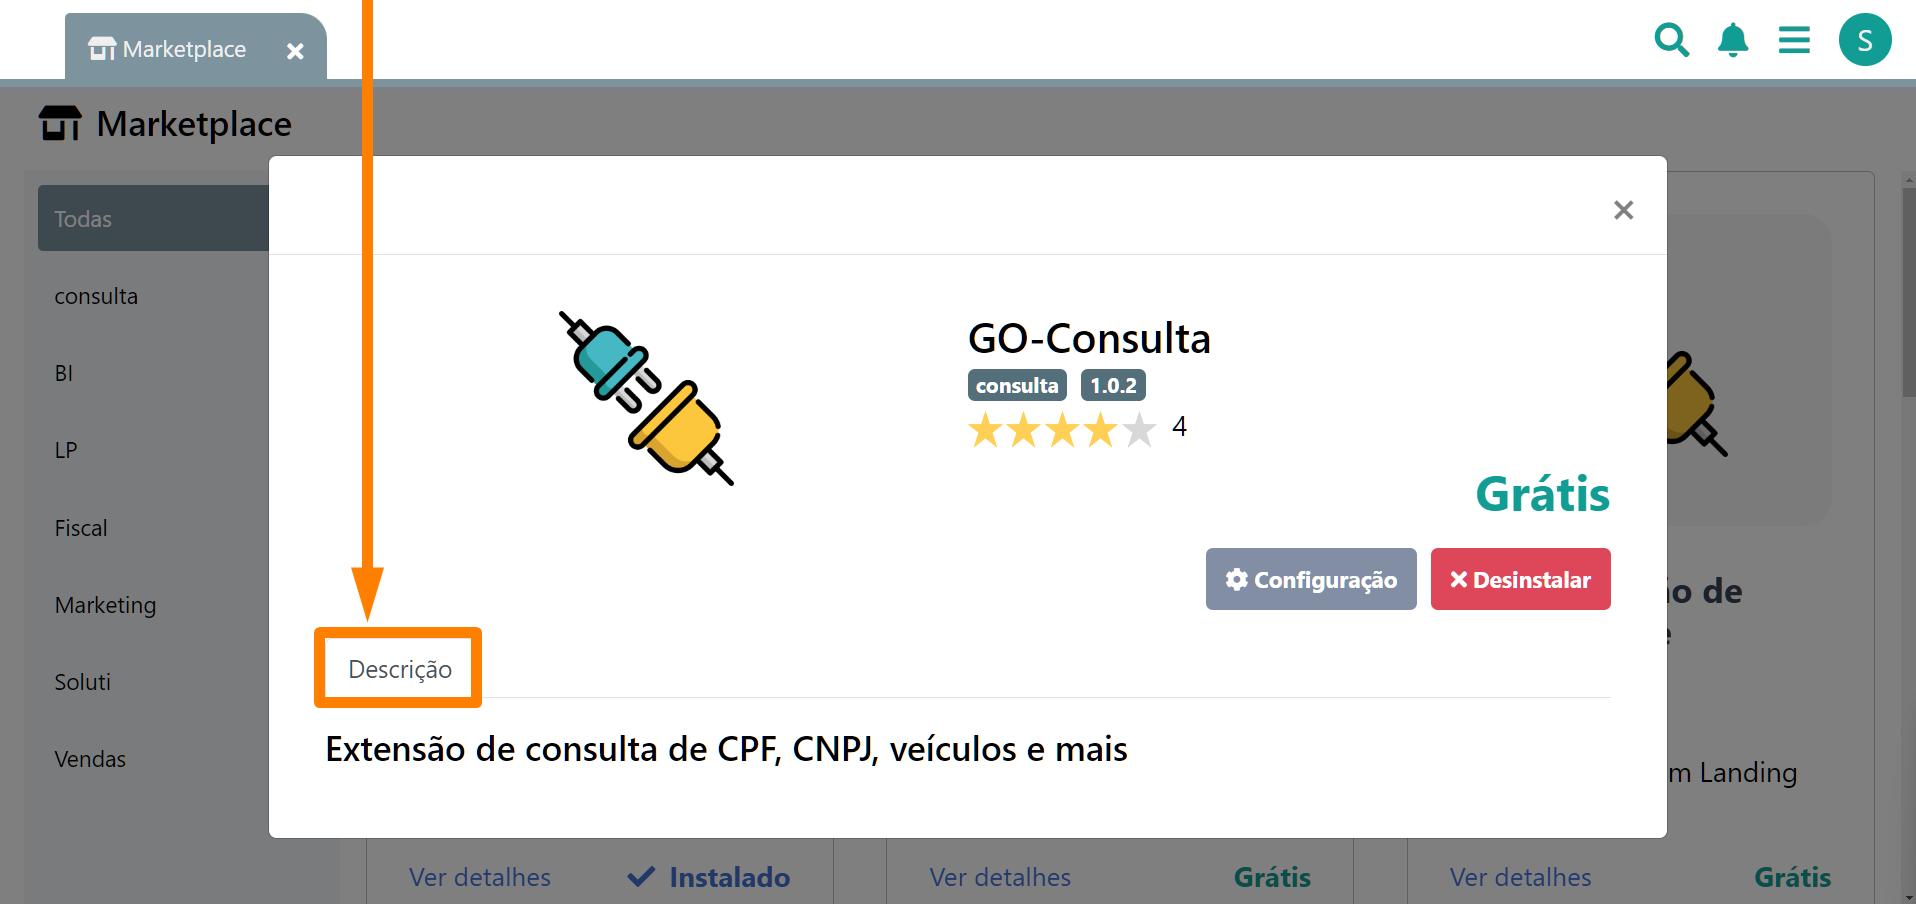 Marketplace
S
Marketplace
Todas
consulta
BI
LP
Fiscal
Marketing
Soluti
Vendas
GO-Consulta
consulta 1.0.2
4
Grátis
Configuração Desinstalar
Descrição
Extensão de consulta de CPF, CNPJ, veículos e mais
o de
m Landing
Ver detalhes Instalado
Ver detalhes Grátis
Ver detalhes Grátis